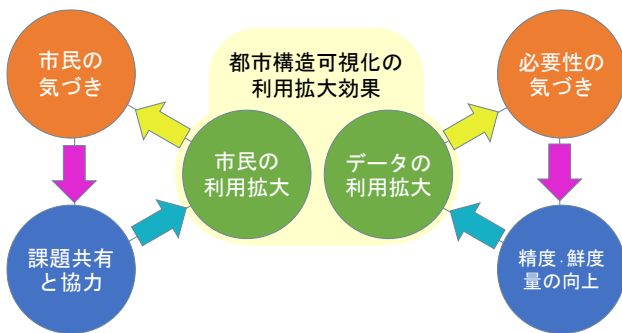 市民の
気づき
都市構造可視化の
利用拡大効果
必要性の
気づき
市民の
利用拡大
データの
利用拡大
課題共有
と協力
精度・鮮度
量の向上